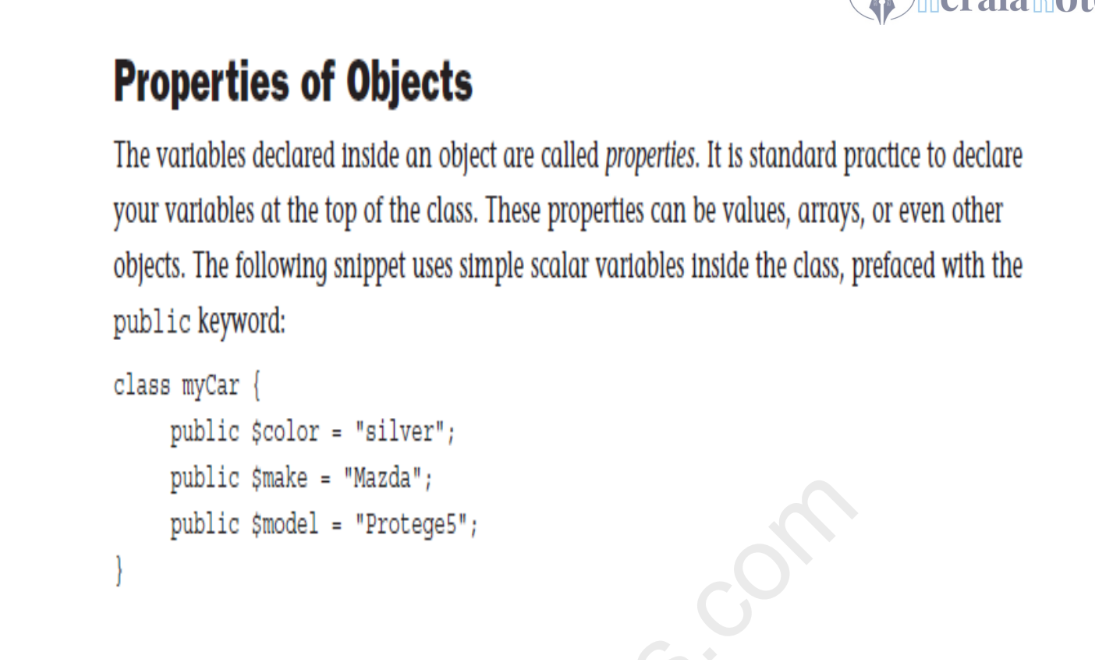 Properties of Objects
The variables declared inside an object are called properties. It is standard practice to declare
your variables at the top of the class. These properties can be values, arrays, or even other
objects. The following snippet uses simple scalar variables inside the class, prefaced with the
public keyword:
class myCar {
public $color = "silver";
public $make = "Mazda";
public $model = "Protege5";
}
s.com